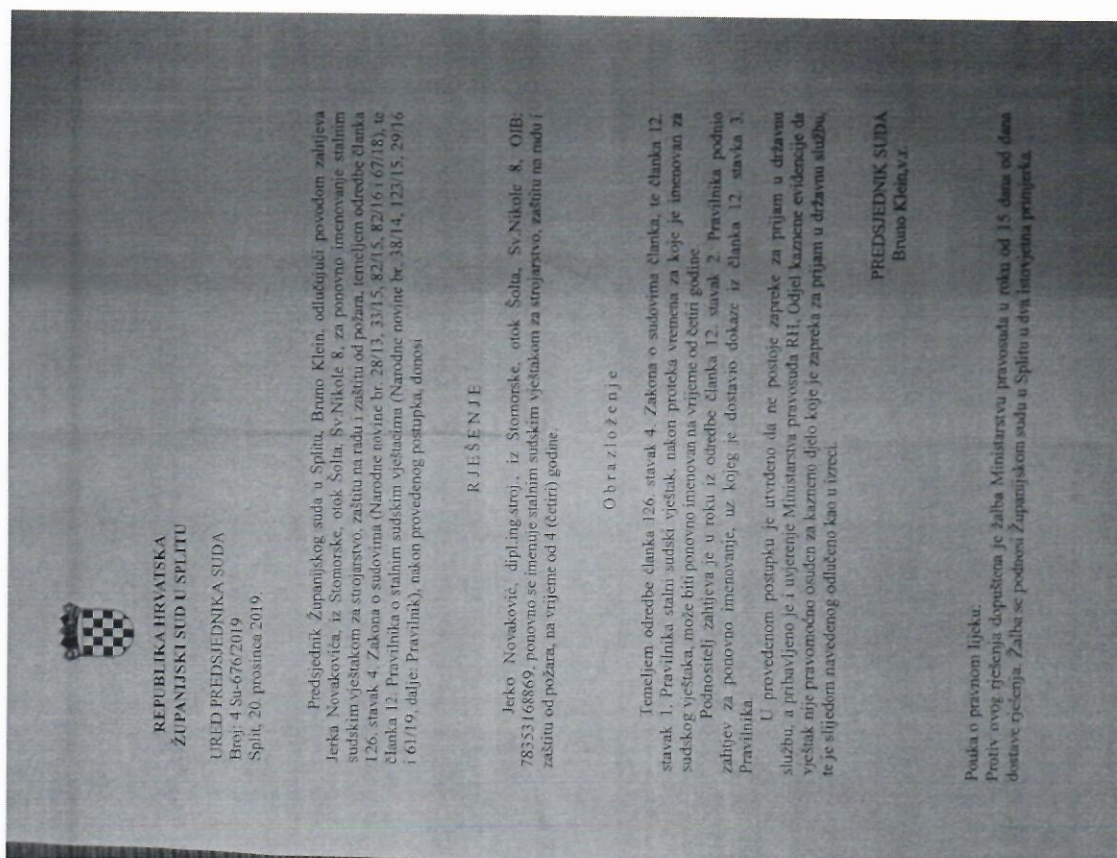 REPUBLIKA HRVATSKA
ŽUPANIJSKI SUD U SPLITU
URED PREDSJEDNIKA SUDA
Broj: 4 Su-676/2019
Split, 20. prosinca 2019.
Predsjednik Županijskog suda u Splitu, Bruno Klein, odlučujući povodom zahtjeva
Jerka Novakovića, iz Stomorske, otok Šolta, Sv.Nikole 8, za ponovno imenovanje stalnim
sudskim vještakom za strojarstvo, zaštitu na radu i zaštitu od požara, temeljem odredbe članka
126. stavak 4. Zakona o sudovima (Narodne novine br. 28/13, 33/15, 82/15, 82/16 i 67/18), te
članka 12. Pravilnika o stalnim sudskim vještacima (Narodne novine br. 38/14, 123/15, 29/16
i 61/19, dalje: Pravilnik), nakon provedenog postupka, donosi
RJEŠENJE
Jerko Novaković, dipl.ing.stroj., iz Stomorske, otok Šolta, Sv.Nikole 8, OIB:
78353168869, ponovno se imenuje stalnim sudskim vještakom za strojarstvo, zaštitu na radu i
zaštitu od požara, na vrijeme od 4 (četiri) godine.
Obrazloženje
Temeljem odredbe članka 126. stavak 4. Zakona o sudovima članka, te članka 12.
stavak 1. Pravilnika stalni sudski vještak, nakon proteka vremena za koje je imenovan za
sudskog vještaka, može biti ponovno imenovan na vrijeme od četiri godine.
Podnositelj zahtjeva je u roku iz odredbe članka 12. stavak 2. Pravilnika podnio
zahtjev za ponovno imenovanje, uz kojeg je dostavio dokaze iz članka 12. stavka 3.
Pravilnika.
U provedenom postupku je utvrđeno da ne postoje zapreke za prijam u državnu
službu, a pribavljeno je i uvjerenje Ministarstva pravosuđa RH, Odjel kaznene evidencije da
vještak nije pravomoćno osuđen za kazneno djelo koje je zapreka za prijam u državnu službu,
te je slijedom navedenog odlučeno kao u izreci.
PREDSJEDNIK SUDA
Bruno Klein,v.r.
Pouka o pravnom lijeku:
Protiv ovog rješenja dopuštena je žalba Ministarstvu pravosuđa u roku od 15 dana od dana
dostave rješenja. Žalba se podnosi Županijskom sudu u Splitu u dva istovjetna primjerka.